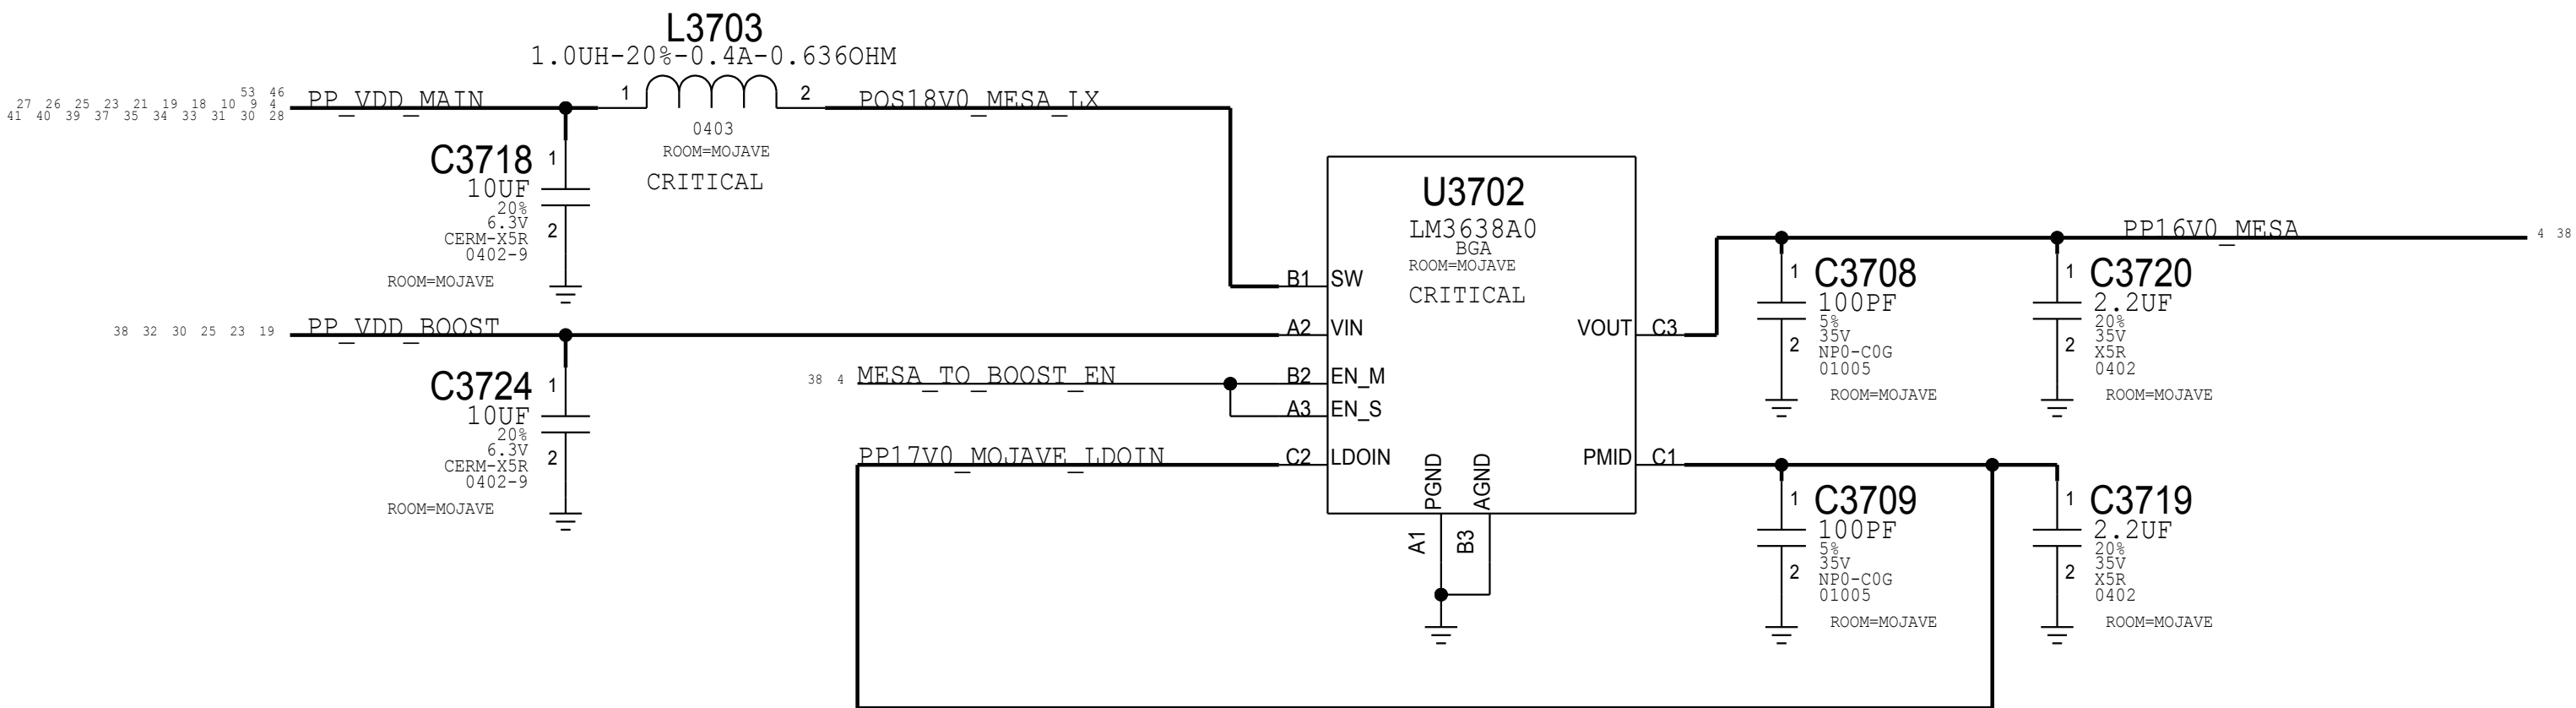 L3703
1.0UH-20%-0.4A-0.636OHM
53 46
27 26 25 23 21 19 18 10 9 4
41 40 39 37 35 34 33 31 30 28
PP_VDD_MAIN
1
2
POS18V0_MESA_LX
0403
ROOM=MOJAVE
CRITICAL
C3718
1
10UF
20%
6.3V
2
CERM-X5R
0402-9
ROOM=MOJAVE
U3702
LM3638A0
BGA
ROOM=MOJAVE
CRITICAL
B1 SW
A2 VIN
B2 EN_M
A3 EN_S
C2 LDOIN
VOUT C3
PMID C1
PGND
AGND
A1
B3
PP16V0_MESA
4 38
1
C3708
100PF
5%
35V
2
NP0-C0G
01005
ROOM=MOJAVE
1
C3720
2.2UF
20%
35V
2
X5R
0402
ROOM=MOJAVE
38 32 30 25 23 19
PP_VDD_BOOST
38 4
MESA_TO_BOOST_EN
C3724
1
10UF
20%
6.3V
2
CERM-X5R
0402-9
ROOM=MOJAVE
PP17V0_MOJAVE_LDOIN
1
C3709
100PF
5%
35V
2
NP0-C0G
01005
ROOM=MOJAVE
1
C3719
2.2UF
20%
35V
2
X5R
0402
ROOM=MOJAVE